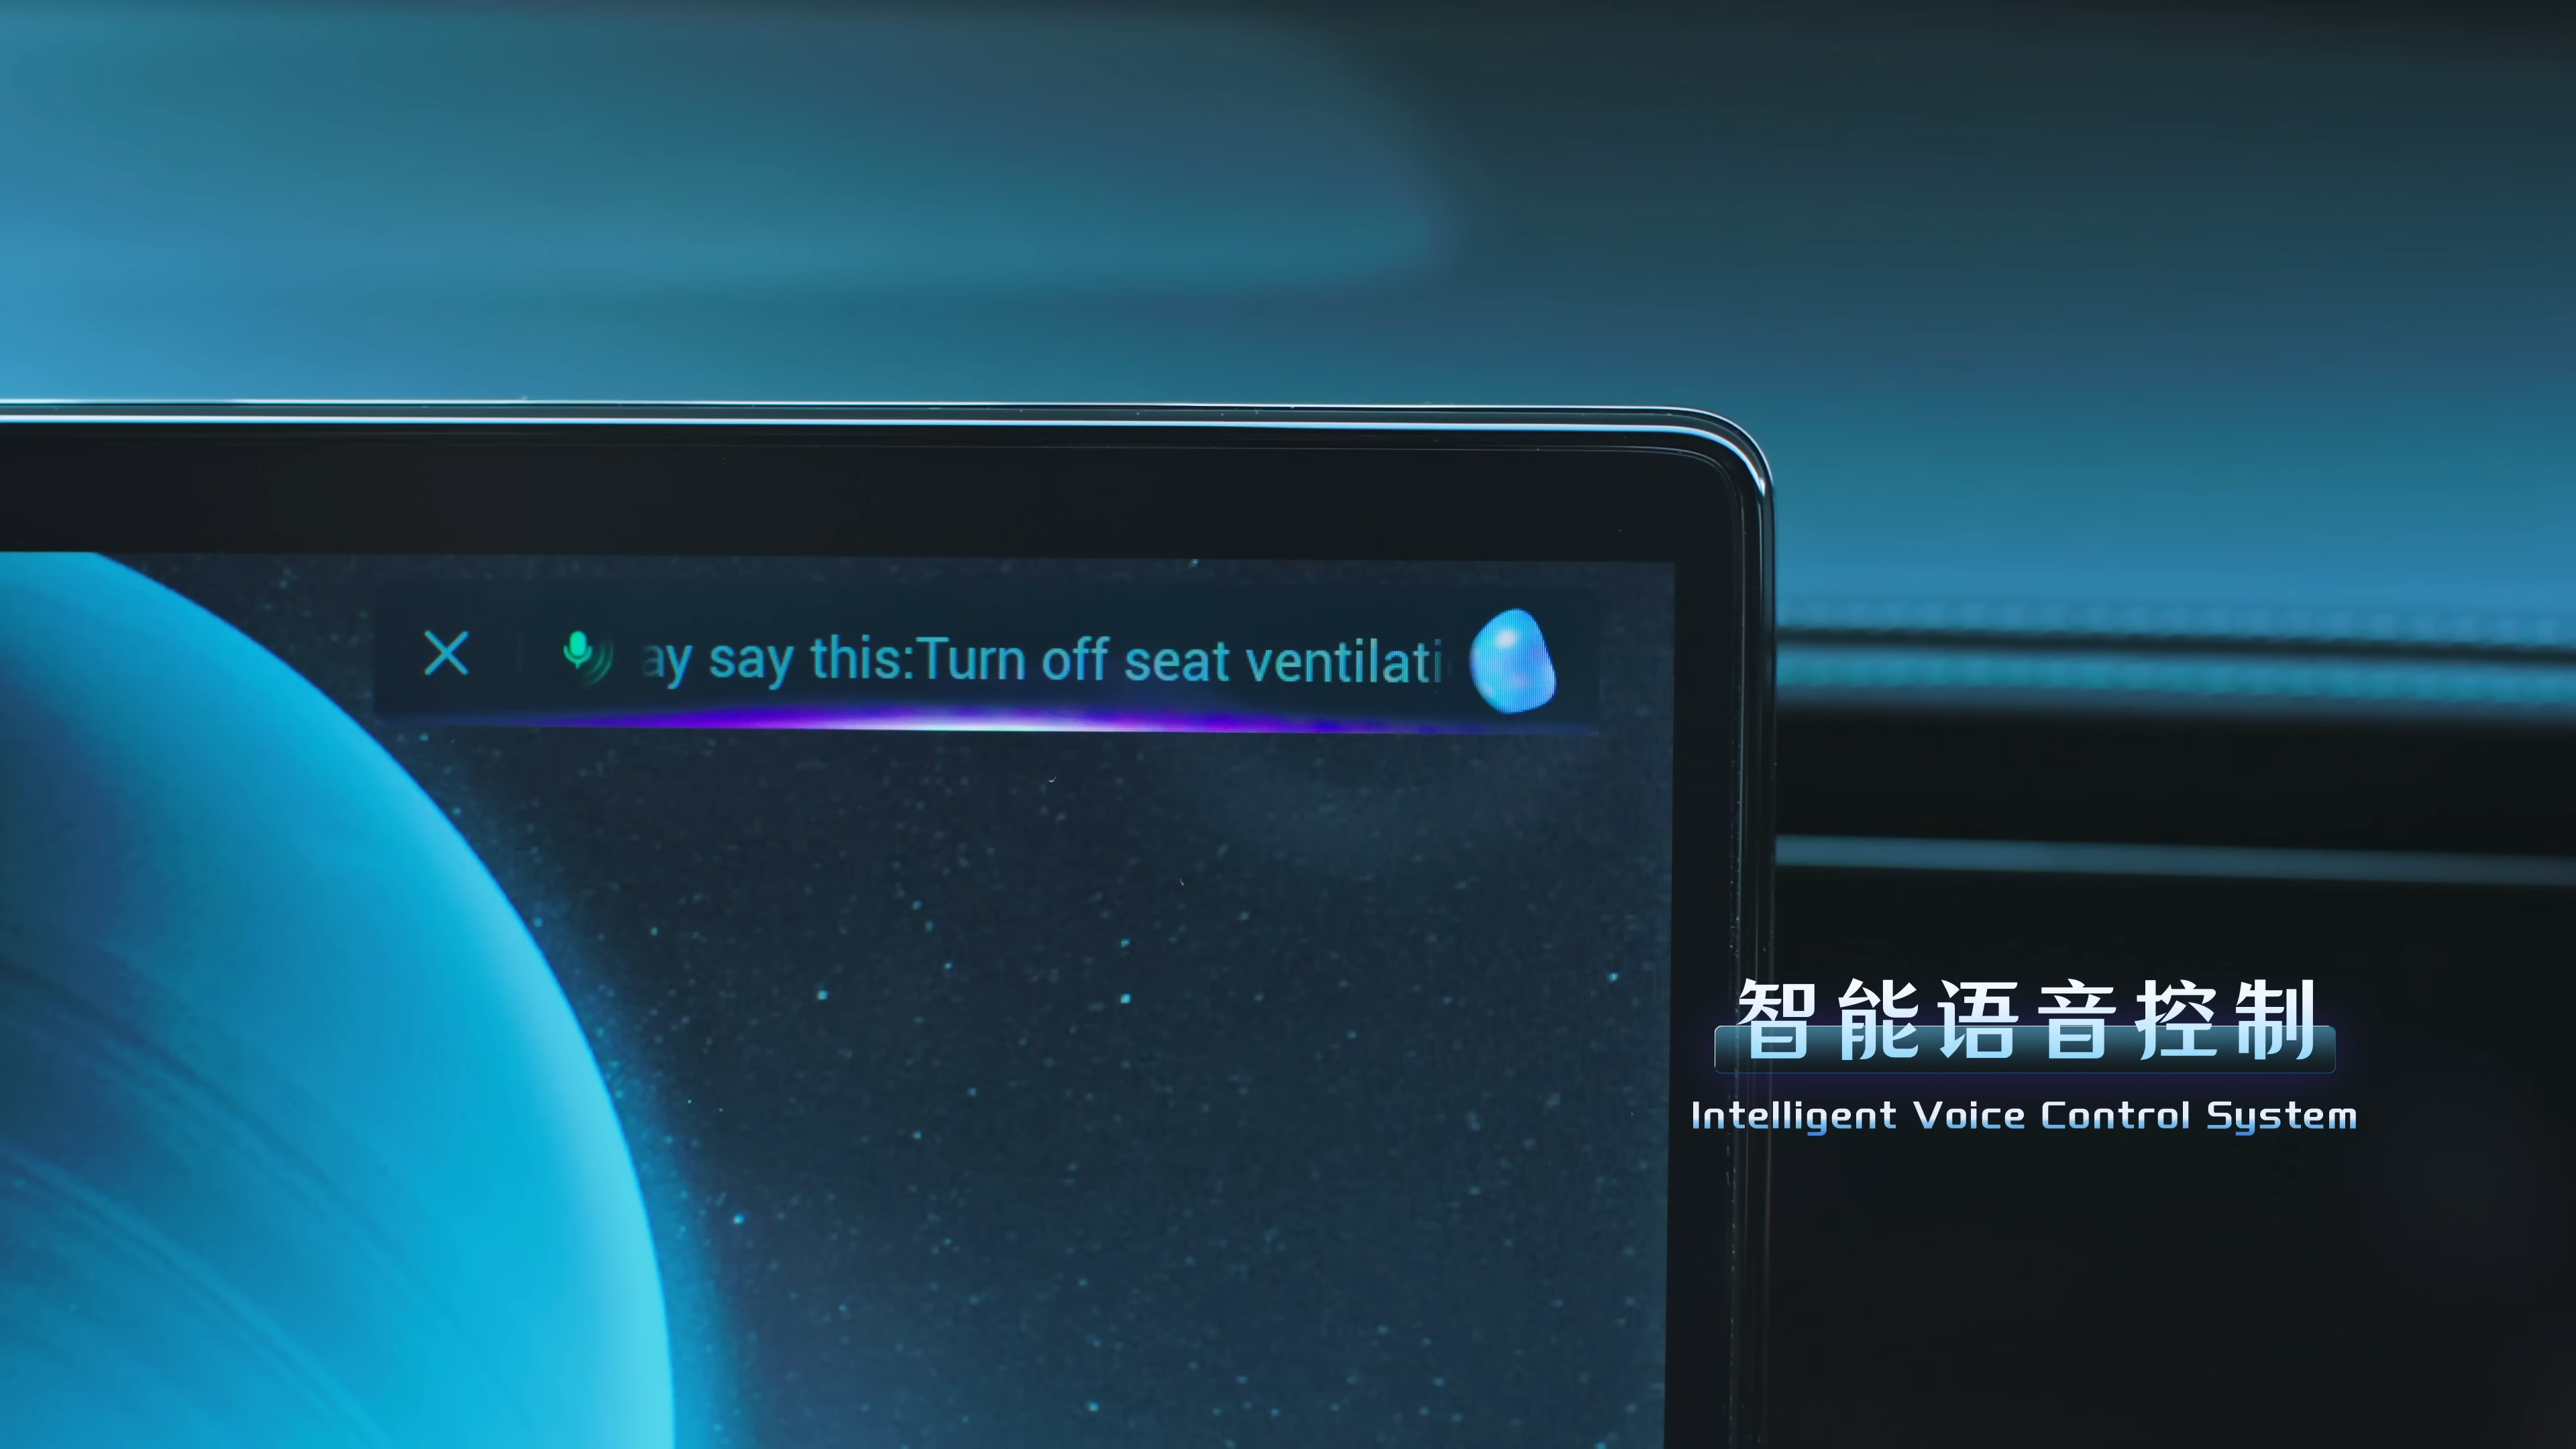 ay say this:Turn off seat ventilati
智能语音控制
Intelligent Voice Control System